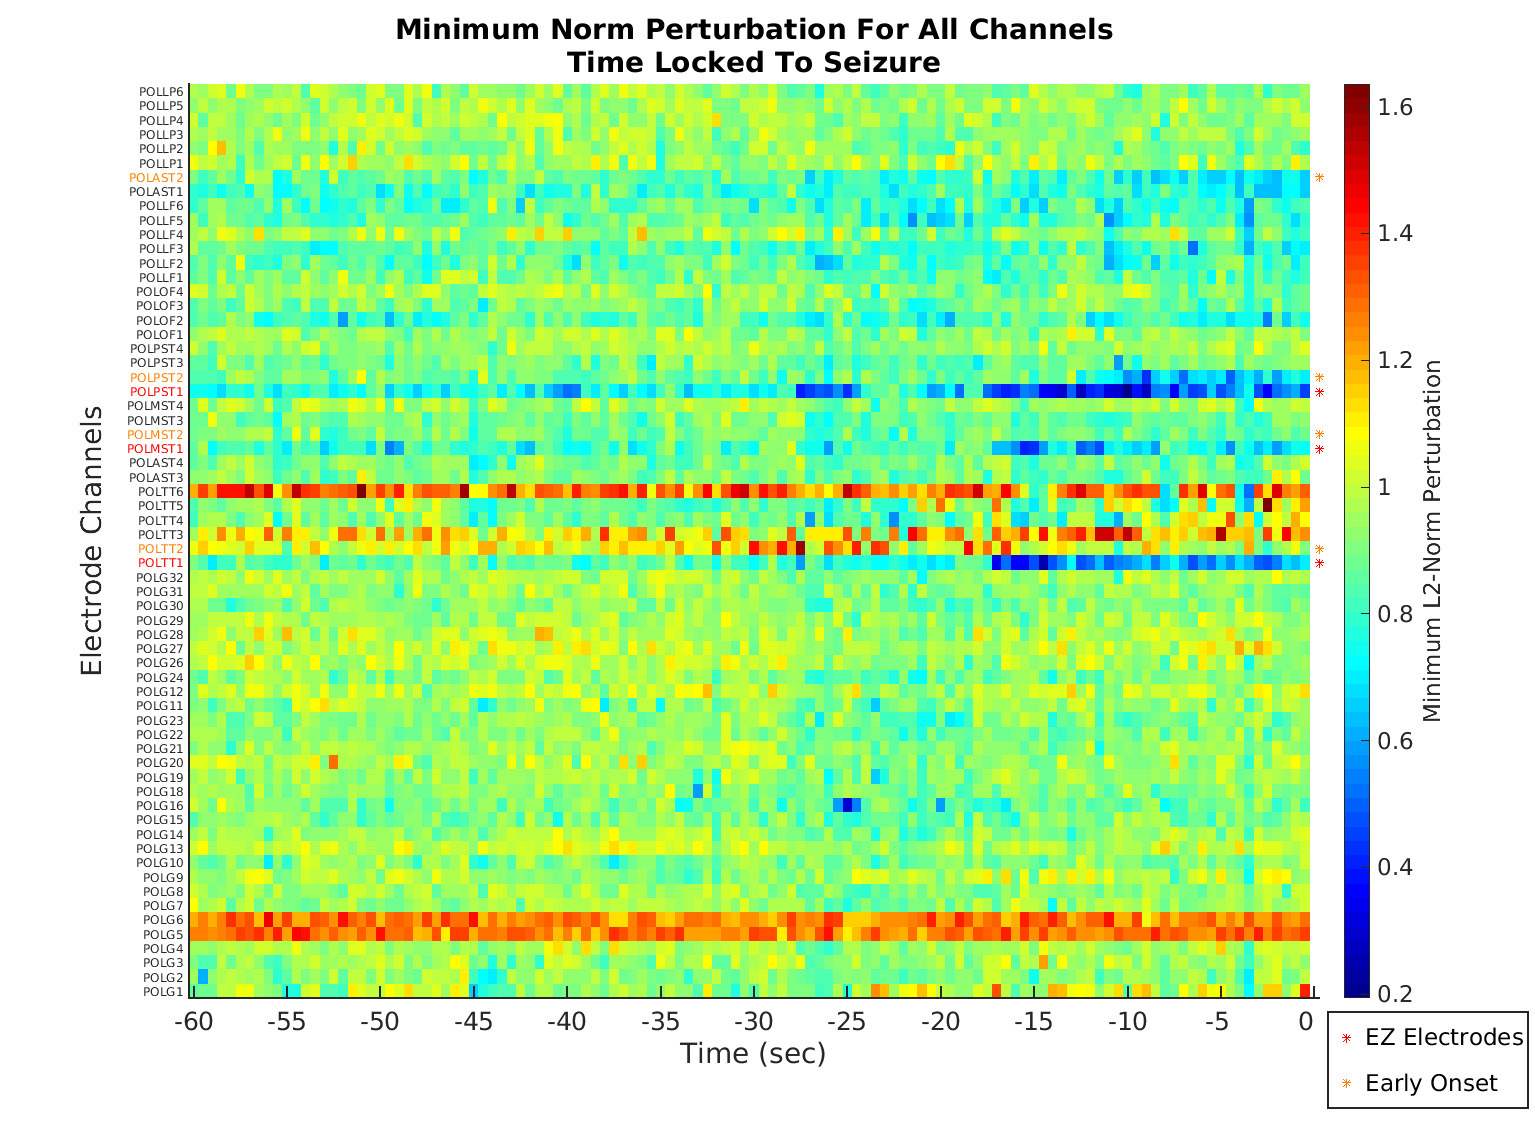 Minimum Norm Perturbation For All Channels
Time Locked To Seizure
Electrode Channels
POLLP6
POLLP5
POLLP4
POLLP3
POLLP2
POLLP1
POLAST2
POLAST1
POLLF6
POLLF5
POLLF4
POLLF3
POLLF2
POLLF1
POLOF4
POLOF3
POLOF2
POLOF1
POLPST4
POLPST3
POLPST2
POLPST1
POLMST4
POLMST3
POLMST2
POLMST1
POLAST4
POLAST3
POLTT6
POLTT5
POLTT4
POLTT3
POLTT2
POLTT1
POLG32
POLG31
POLG30
POLG29
POLG28
POLG27
POLG26
POLG24
POLG12
POLG11
POLG23
POLG22
POLG21
POLG20
POLG19
POLG18
POLG16
POLG15
POLG14
POLG13
POLG10
POLG9
POLG8
POLG7
POLG6
POLG5
POLG4
POLG3
POLG2
POLG1
-60 -55 -50 -45 -40 -35 -30 -25 -20 -15 -10 -5 0
Time (sec)
1.6
1.4
1.2
1
0.8
0.6
0.4
0.2
Minimum L2-Norm Perturbation
EZ Electrodes
Early Onset